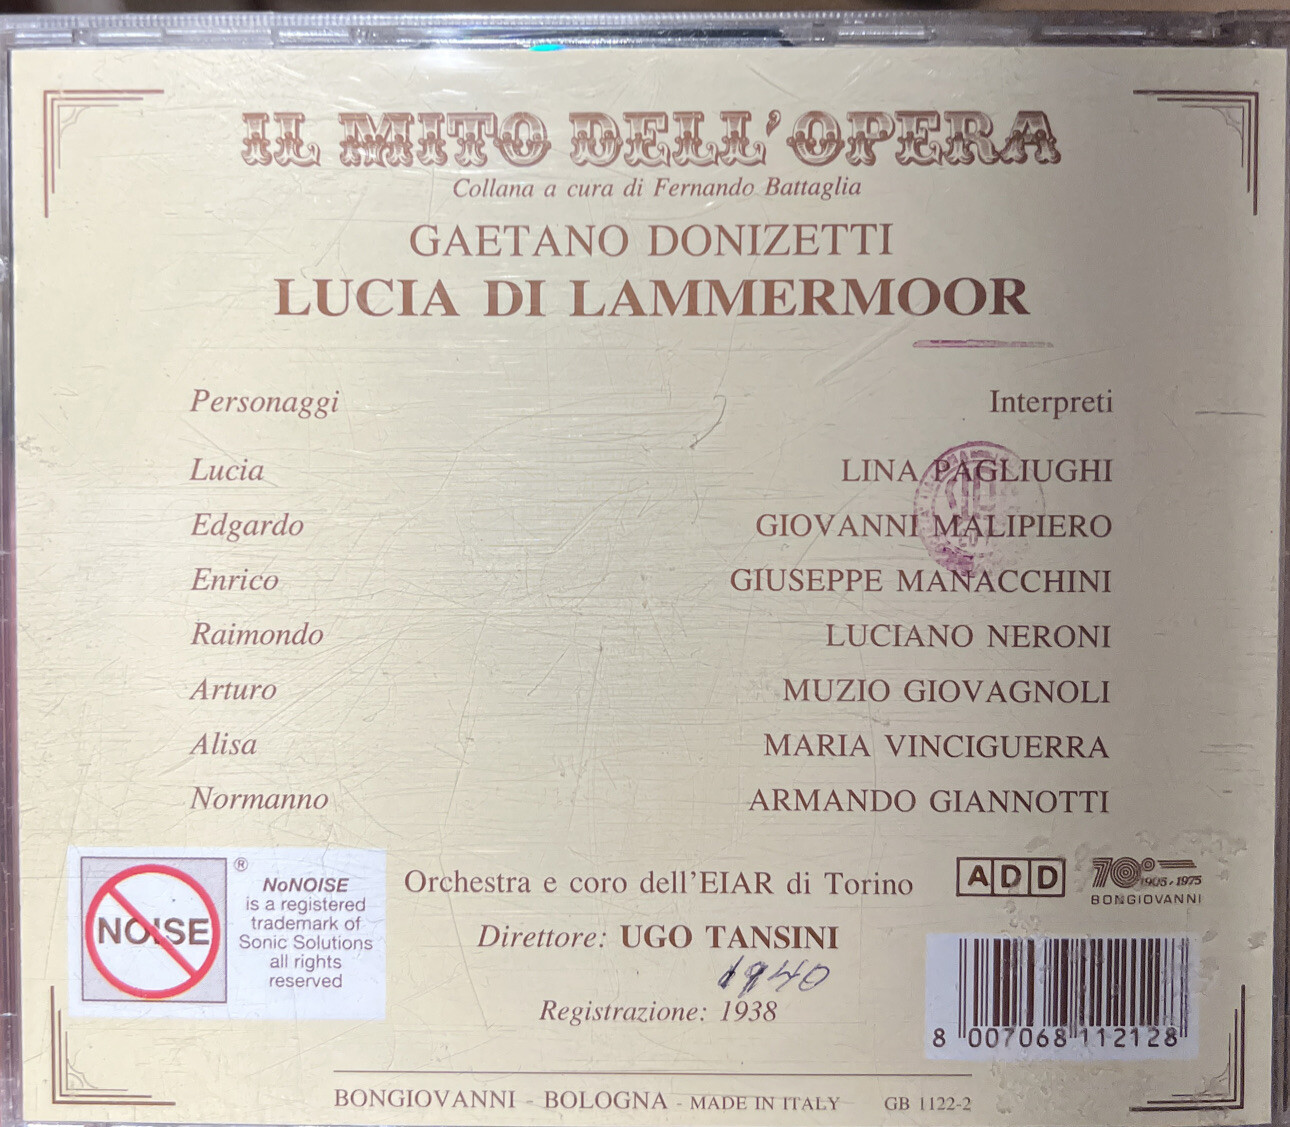 IL MITO DELL'OPERA
Collana a cura di Fernando Battaglia
GAETANO DONIZETTI
LUCIA DI LAMMERMOOR
Personaggi Interpreti
Lucia LINA PAGLIUGHI
Edgardo GIOVANNI MALIPIERO
Enrico GIUSEPPE MANACCHINI
Raimondo LUCIANO NERONI
Arturo MUZIO GIOVAGNOLI
Alisa MARIA VINCIGUERRA
Normanno ARMANDO GIANNOTTI
NOISE
®
NoNOISE
is a registered
trademark of
Sonic Solutions
all rights
reserved
Orchestra e coro dell'EIAR di Torino
Direttore: UGO TANSINI
1940
Registrazione: 1938
ADD
70° 1905-1975
BONGIOVANNI
8 007068 112128
BONGIOVANNI - BOLOGNA - MADE IN ITALY GB 1122-2